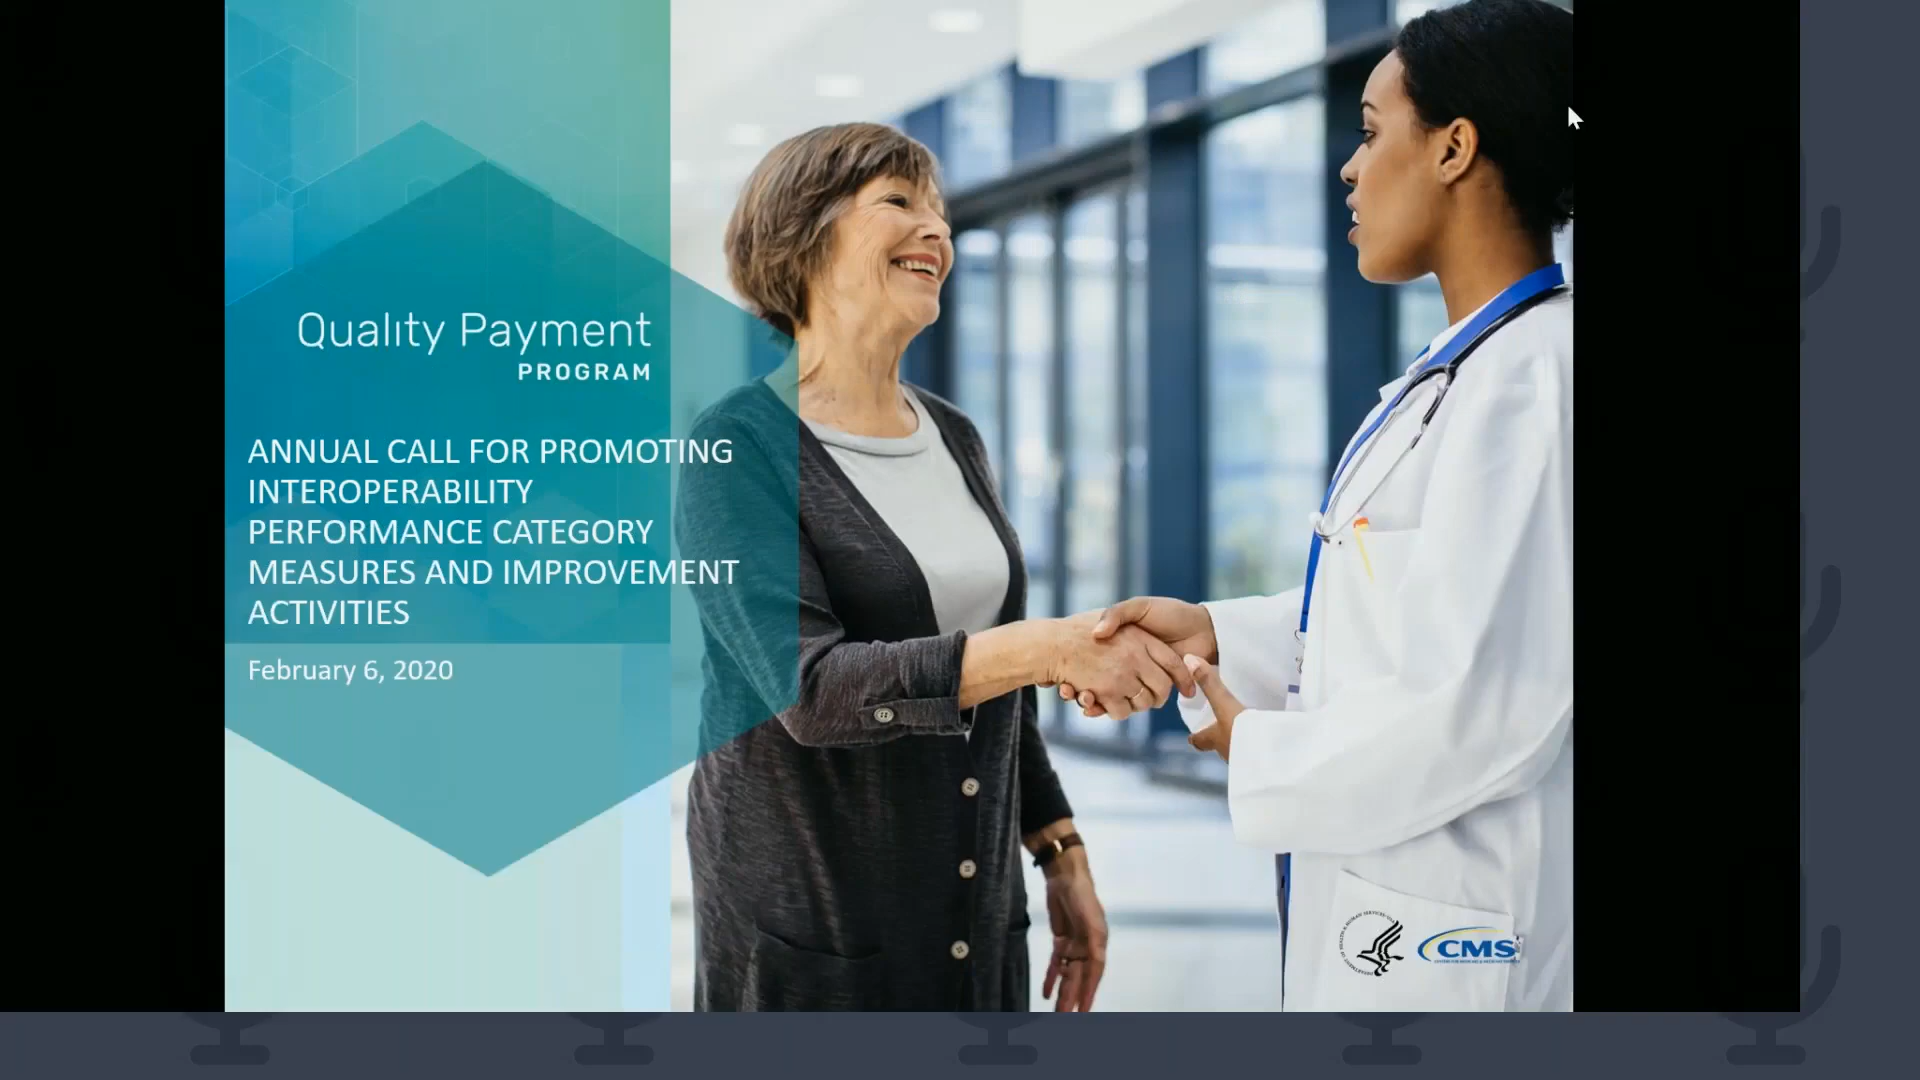 Quality Payment
PROGRAM
ANNUAL CALL FOR PROMOTING
INTEROPERABILITY
PERFORMANCE CATEGORY
MEASURES AND IMPROVEMENT
ACTIVITIES
February 6, 2020
CMS